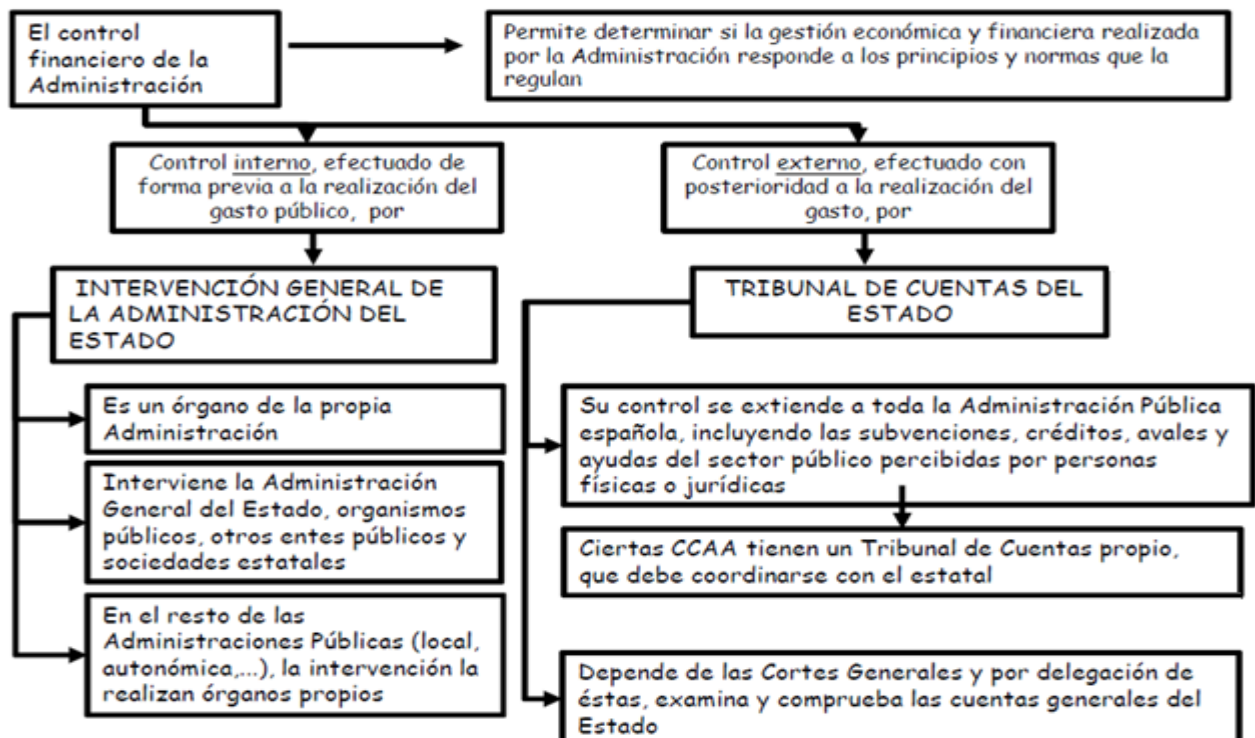 El control
financiero de la
Administración
Permite determinar si la gestión económica y financiera realizada
por la Administración responde a los principios y normas que la
regulan
Control interno, efectuado de
forma previa a la realización del
gasto público, por
Control externo, efectuado con
posterioridad a la realización del
gasto, por
INTERVENCIÓN GENERAL DE
LA ADMINISTRACIÓN DEL
ESTADO
TRIBUNAL DE CUENTAS DEL
ESTADO
Es un órgano de la propia
Administración
Interviene la Administración
General del Estado, organismos
públicos, otros entes públicos y
sociedades estatales
En el resto de las
Administraciones Públicas (local,
autonómica,...), la intervención la
realizan órganos propios
Su control se extiende a toda la Administración Pública
española, incluyendo las subvenciones, créditos, avales y
ayudas del sector público percibidas por personas
físicas o jurídicas
Ciertas CCAA tienen un Tribunal de Cuentas propio,
que debe coordinarse con el estatal
Depende de las Cortes Generales y por delegación de
éstas, examina y comprueba las cuentas generales del
Estado